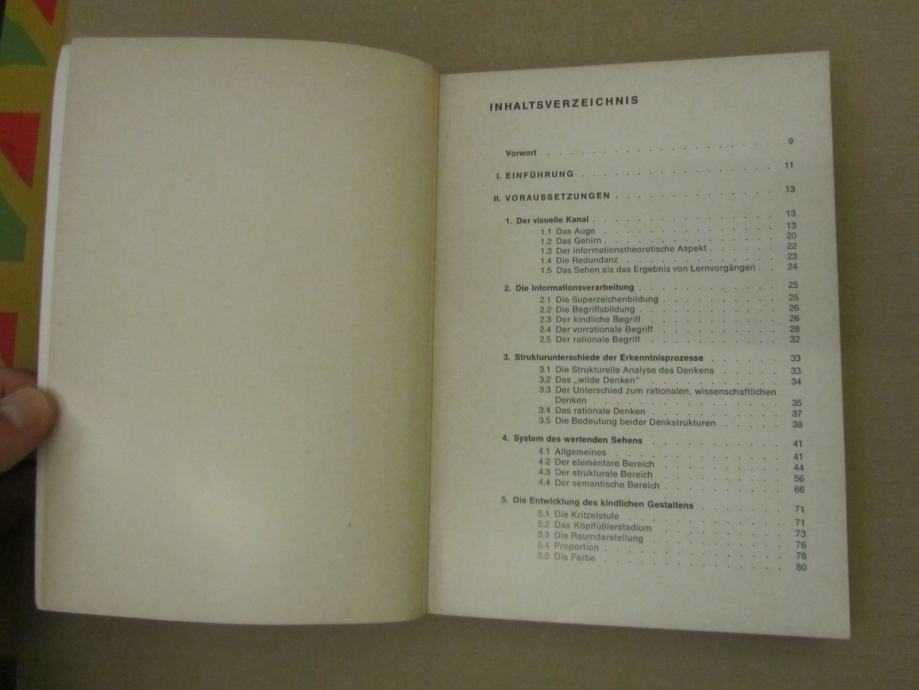 INHALTSVERZEICHNIS
Vorwort . . . . . . . . . . . . . . . . . . . . 9
I. EINFÜHRUNG . . . . . . . . . . . . . . . . . 11
II. VORAUSSETZUNGEN . . . . . . . . . . . . . . 13
1. Der visuelle Kanal . . . . . . . . . . . . . . . 13
1.1 Das Auge . . . . . . . . . . . . . . . 13
1.2 Das Gehirn . . . . . . . . . . . . . . . 20
1.3 Der informationstheoretische Aspekt . . . . . . 22
1.4 Die Redundanz . . . . . . . . . . . . . 23
1.5 Das Sehen als das Ergebnis von Lernvorgängen . . 24
2. Die Informationsverarbeitung . . . . . . . . . . . 25
2.1 Die Superzeichenbildung . . . . . . . . . . 25
2.2 Die Begriffsbildung . . . . . . . . . . . . 26
2.3 Der kindliche Begriff . . . . . . . . . . . 26
2.4 Der vorrationale Begriff . . . . . . . . . . 28
2.5 Der rationale Begriff . . . . . . . . . . . 32
3. Strukturunterschiede der Erkenntnisprozesse . . . . . 33
3.1 Die Strukturelle Analyse des Denkens . . . . . 33
3.2 Das „wilde Denken“ . . . . . . . . . . . 34
3.3 Der Unterschied zum rationalen, wissenschaftlichen
Denken . . . . . . . . . . . . . . . . 35
3.4 Das rationale Denken . . . . . . . . . . . 37
3.5 Die Bedeutung beider Denkstrukturen . . . . . 38
4. System des wertenden Sehens . . . . . . . . . . 41
4.1 Allgemeines . . . . . . . . . . . . . . 41
4.2 Der elementare Bereich . . . . . . . . . . 44
4.3 Der strukturale Bereich . . . . . . . . . . 56
4.4 Der semantische Bereich . . . . . . . . . . 66
5. Die Entwicklung des kindlichen Gestaltens . . . . . . 71
5.1 Die Kritzelstufe . . . . . . . . . . . . . 71
5.2 Das Kopffüßlerstadium . . . . . . . . . . 73
5.3 Die Raumdarstellung . . . . . . . . . . . 76
5.4 Proportion . . . . . . . . . . . . . . . 78
5.5 Die Farbe . . . . . . . . . . . . . . . 80